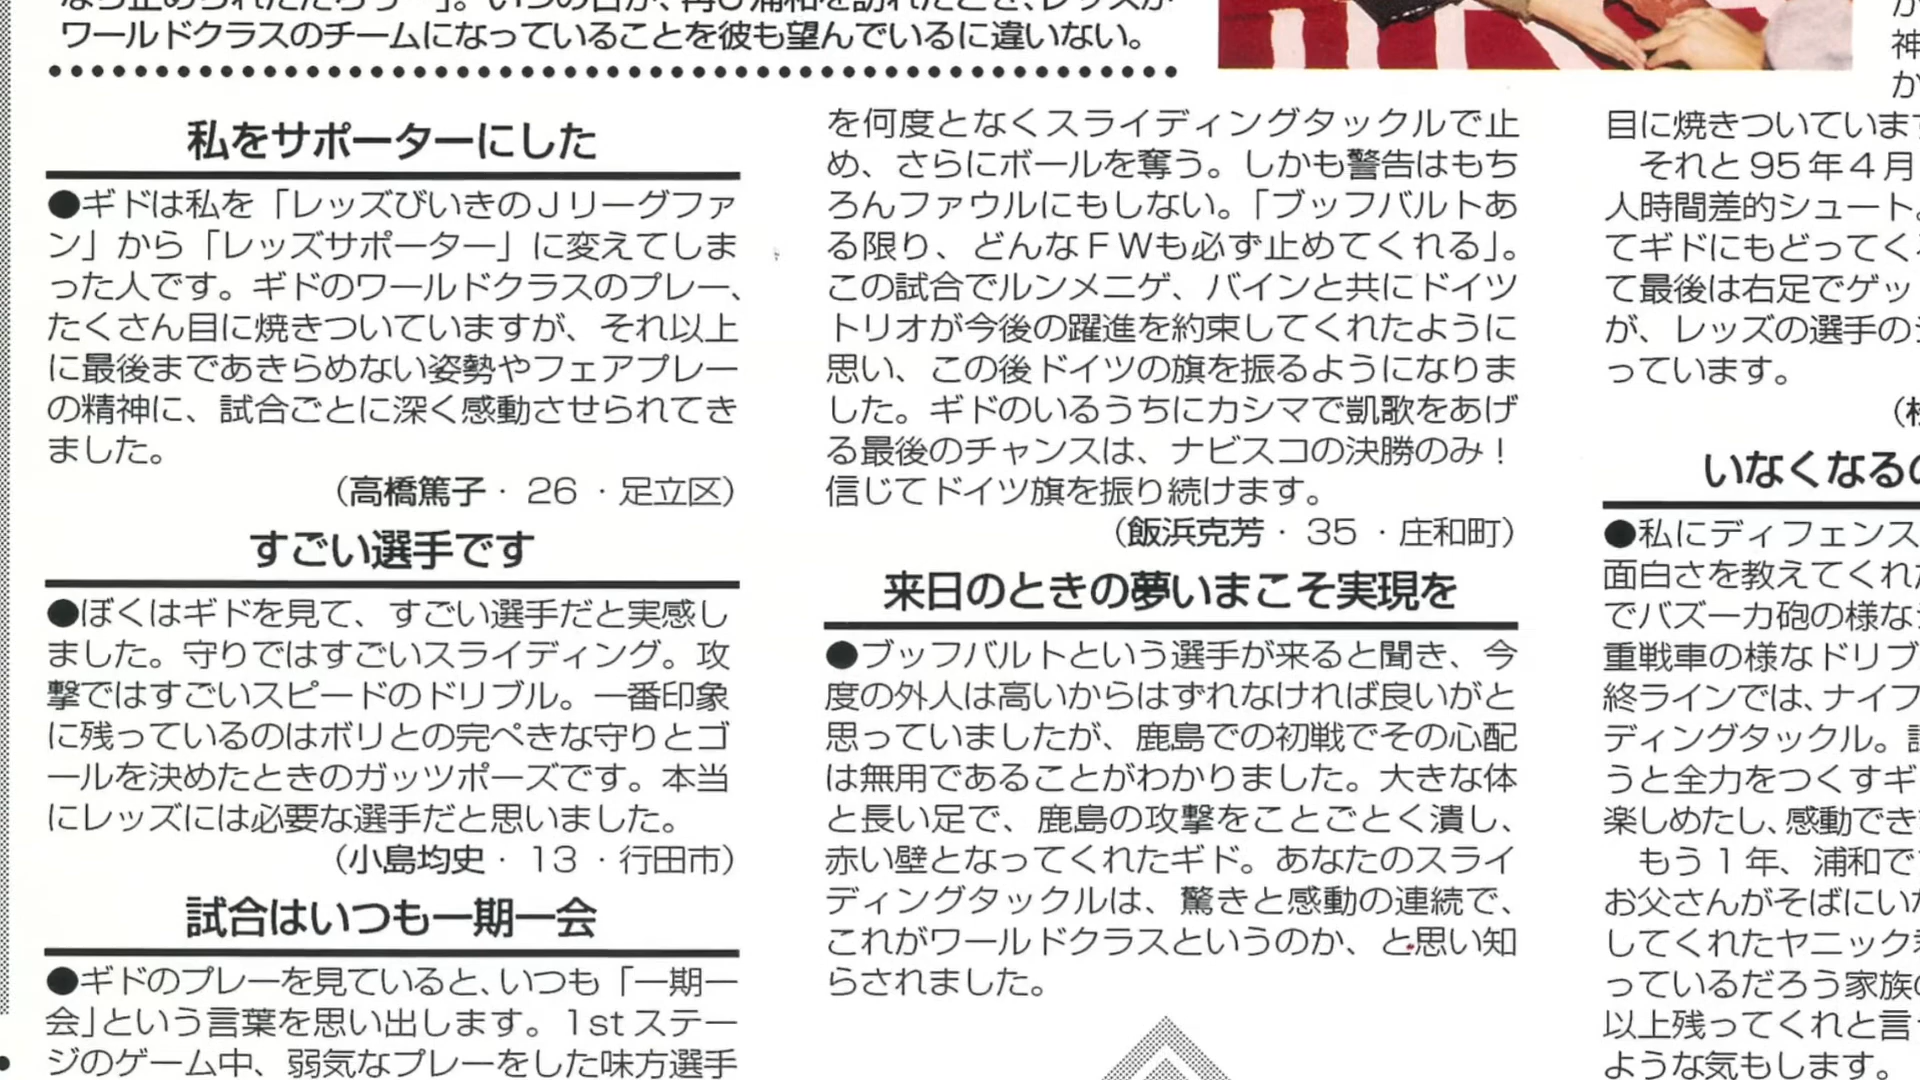 ワールドクラスのチームになっていることを彼も望んでいるに違いない。
私をサポーターにした
●ギドは私を「レッズびいきのＪリーグファ
ン」から「レッズサポーター」に変えてしま
った人です。ギドのワールドクラスのプレー、
たくさん目に焼きついていますが、それ以上
に最後まであきらめない姿勢やフェアプレー
の精神に、試合ごとに深く感動させられてき
ました。
（高橋篤子・26・足立区）
すごい選手です
●ぼくはギドを見て、すごい選手だと実感し
ました。守りではすごいスライディング。攻
撃ではすごいスピードのドリブル。一番印象
に残っているのはボリとの完ぺきな守りとゴ
ールを決めたときのガッツポーズです。本当
にレッズには必要な選手だと思いました。
（小島均史・13・行田市）
試合はいつも一期一会
●ギドのプレーを見ていると、いつも「一期一
会」という言葉を思い出します。1stステー
ジのゲーム中、弱気なプレーをした味方選手
を何度となくスライディングタックルで止
め、さらにボールを奪う。しかも警告はもち
ろんファウルにもしない。「ブッフバルトあ
る限り、どんなＦＷも必ず止めてくれる」。
この試合でルンメニゲ、バインと共にドイツ
トリオが今後の躍進を約束してくれたように
思い、この後ドイツの旗を振るようになりま
した。ギドのいるうちにカシマで凱歌をあげ
る最後のチャンスは、ナビスコの決勝のみ！
信じてドイツ旗を振り続けます。
（飯浜克芳・35・庄和町）
来日のときの夢いまこそ実現を
●ブッフバルトという選手が来ると聞き、今
度の外人は高いからはずれなければ良いがと
思っていましたが、鹿島での初戦でその心配
は無用であることがわかりました。大きな体
と長い足で、鹿島の攻撃をことごとく潰し、
赤い壁となってくれたギド。あなたのスライ
ディングタックルは、驚きと感動の連続で、
これがワールドクラスというのか、と思い知
らされました。
神
か
目に焼きついています
それと95年４月
人時間差的シュート。
てギドにもどってくる
て最後は右足でゲッ
が、レッズの選手の
っています。
いなくなるの
●私にディフェンス
面白さを教えてくれた
でバズーカ砲の様な
重戦車の様なドリブ
終ラインでは、ナイフ
ディングタックル。
うと全力をつくすギ
楽しめたし、感動でき
もう１年、浦和で
お父さんがそばにいな
してくれたヤニック
っているだろう家族の
以上残ってくれと言
ような気もします。